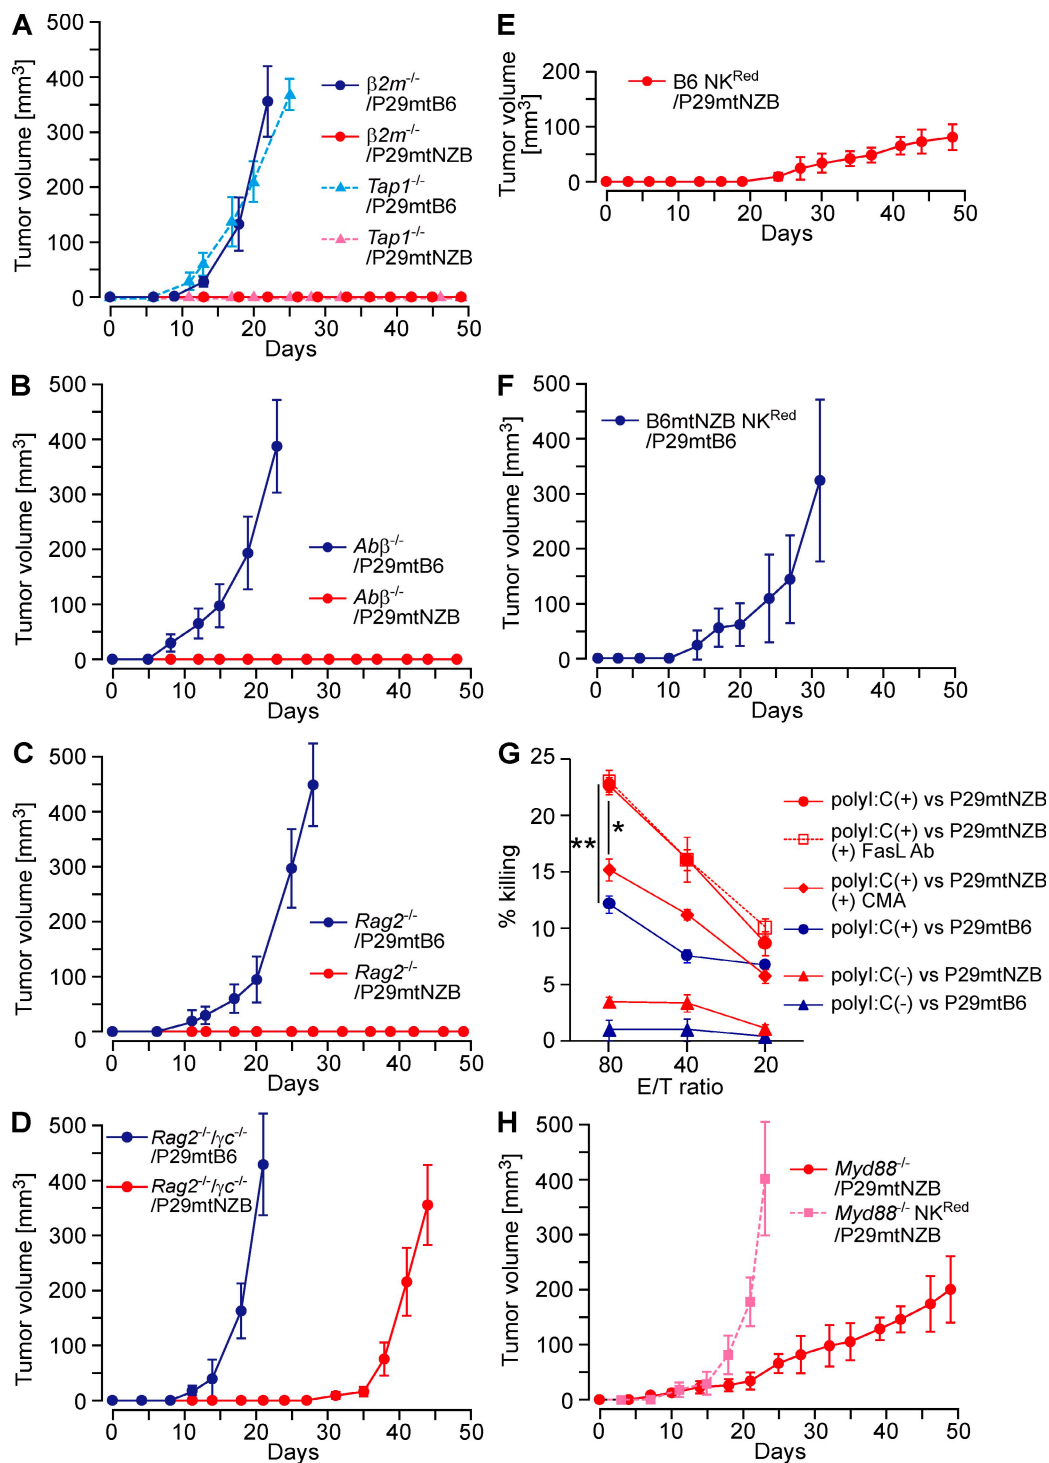 A
Tumor volume [mm³]
500
400
300
200
100
0
0 10 20 30 40 50
Days
β2m-/-
/P29mtB6
β2m-/-
/P29mtNZB
Tap1-/-
/P29mtB6
Tap1-/-
/P29mtNZB
E
Tumor volume
[mm³]
200
100
0
0 10 20 30 40 50
Days
B6 NKRed
/P29mtNZB
B
Tumor volume [mm³]
500
400
300
200
100
0
0 10 20 30 40 50
Days
Abβ-/-
/P29mtB6
Abβ-/-
/P29mtNZB
F
Tumor volume [mm³]
500
400
300
200
100
0
0 10 20 30 40 50
Days
B6mtNZB NKRed
/P29mtB6
C
Tumor volume [mm³]
500
400
300
200
100
0
0 10 20 30 40 50
Days
Rag2-/-
/P29mtB6
Rag2-/-
/P29mtNZB
G
% killing
25
20
15
10
5
0
80 40 20
E/T ratio
**
*
polyI:C(+) vs P29mtNZB
polyI:C(+) vs P29mtNZB
(+) FasL Ab
polyI:C(+) vs P29mtNZB
(+) CMA
polyI:C(+) vs P29mtB6
polyI:C(-) vs P29mtNZB
polyI:C(-) vs P29mtB6
D
Tumor volume [mm³]
500
400
300
200
100
0
0 10 20 30 40 50
Days
Rag2-/-/γc-/-
/P29mtB6
Rag2-/-/γc-/-
/P29mtNZB
H
Tumor volume [mm³]
500
400
300
200
100
0
0 10 20 30 40 50
Days
Myd88-/-
/P29mtNZB
Myd88-/- NKRed
/P29mtNZB